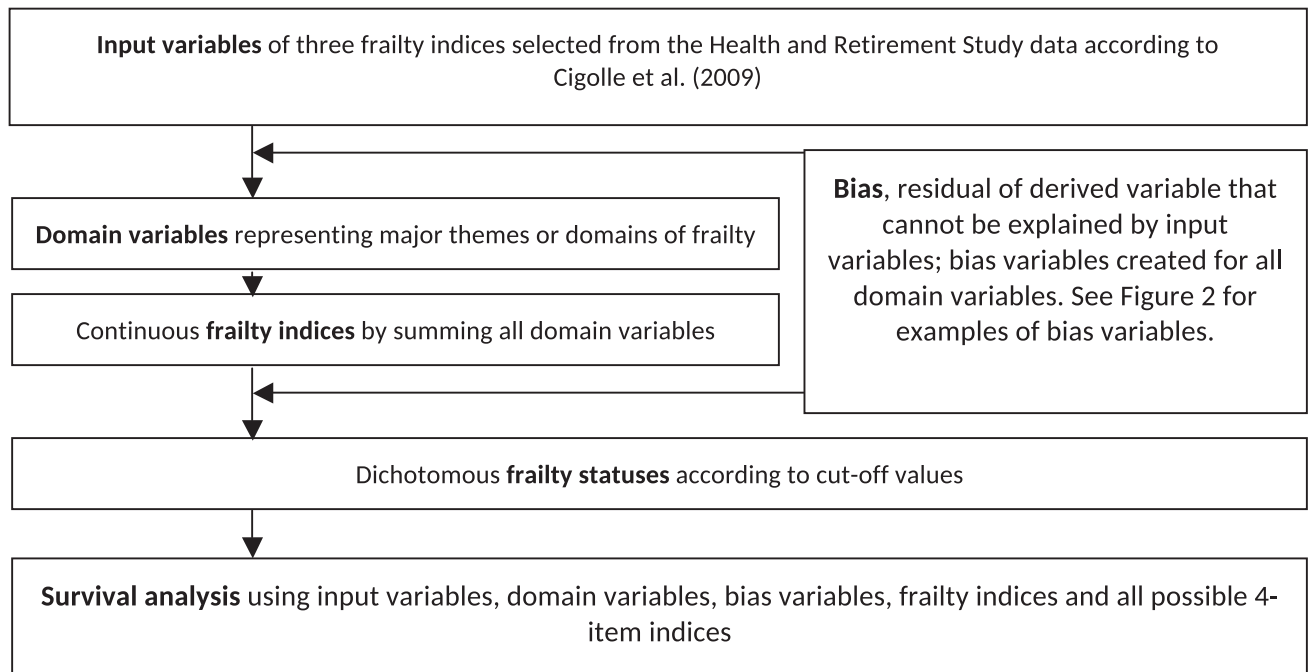 Input variables of three frailty indices selected from the Health and Retirement Study data according to
Cigolle et al. (2009)
Bias, residual of derived variable that
cannot be explained by input
variables; bias variables created for all
domain variables. See Figure 2 for
examples of bias variables.
Domain variables representing major themes or domains of frailty
Continuous frailty indices by summing all domain variables
Dichotomous frailty statuses according to cut-off values
Survival analysis using input variables, domain variables, bias variables, frailty indices and all possible 4-
item indices